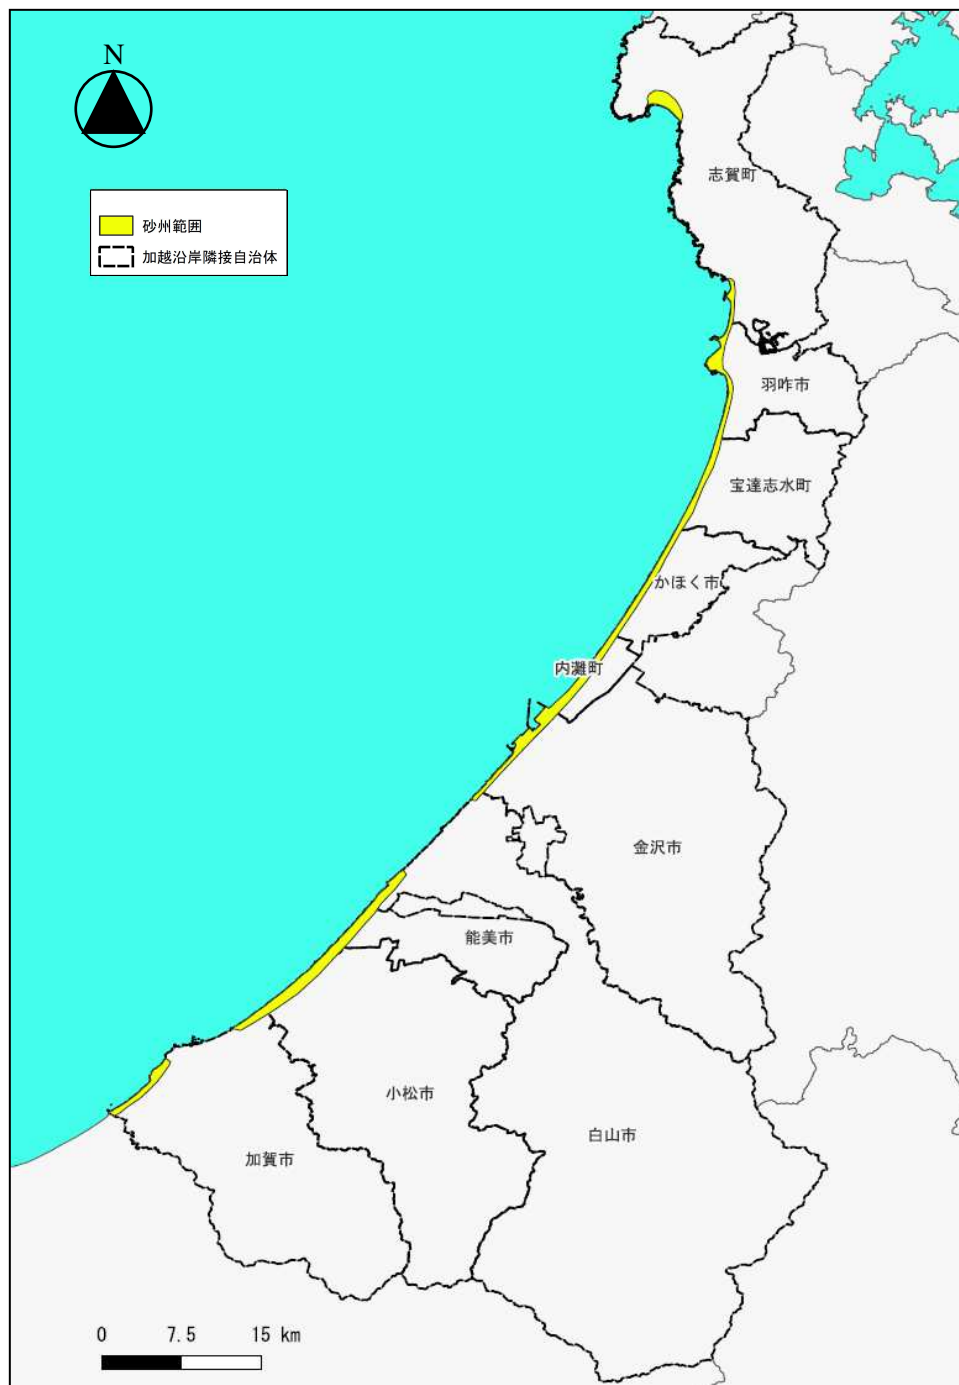 N
砂州範囲
加越沿岸隣接自治体
志賀町
羽咋市
宝達志水町
かほく市
内灘町
金沢市
能美市
小松市
白山市
加賀市
0 7.5 15 km